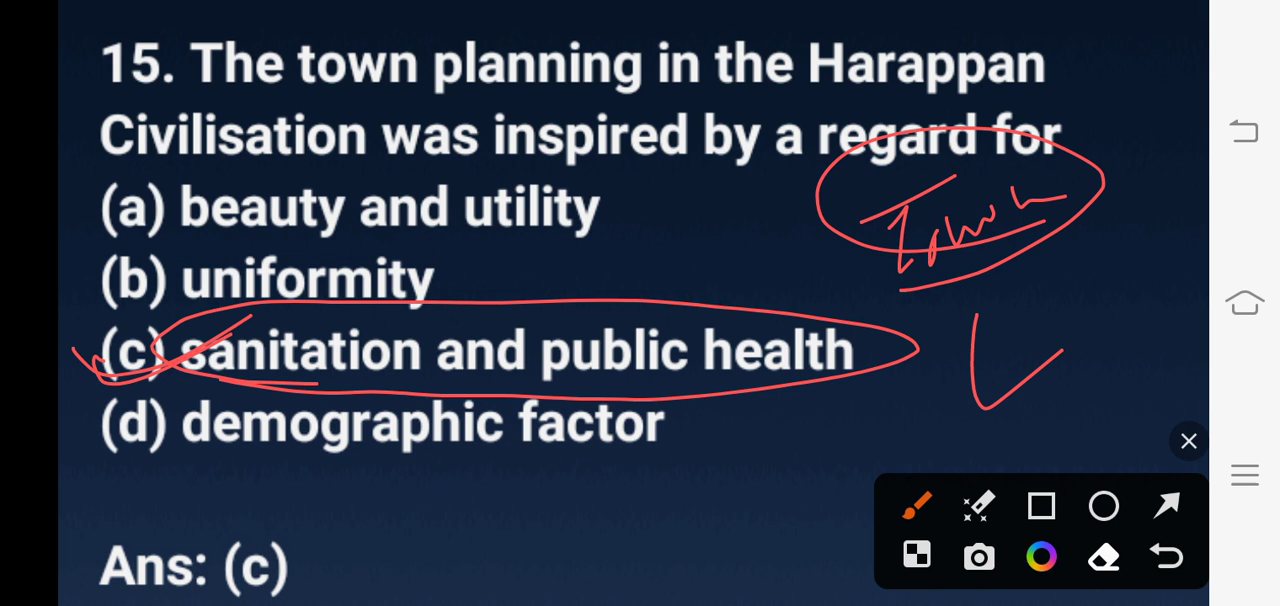 15. The town planning in the Harappan
Civilisation was inspired by a regard for
(a) beauty and utility
(b) uniformity
(c) sanitation and public health
(d) demographic factor
Ans: (c)